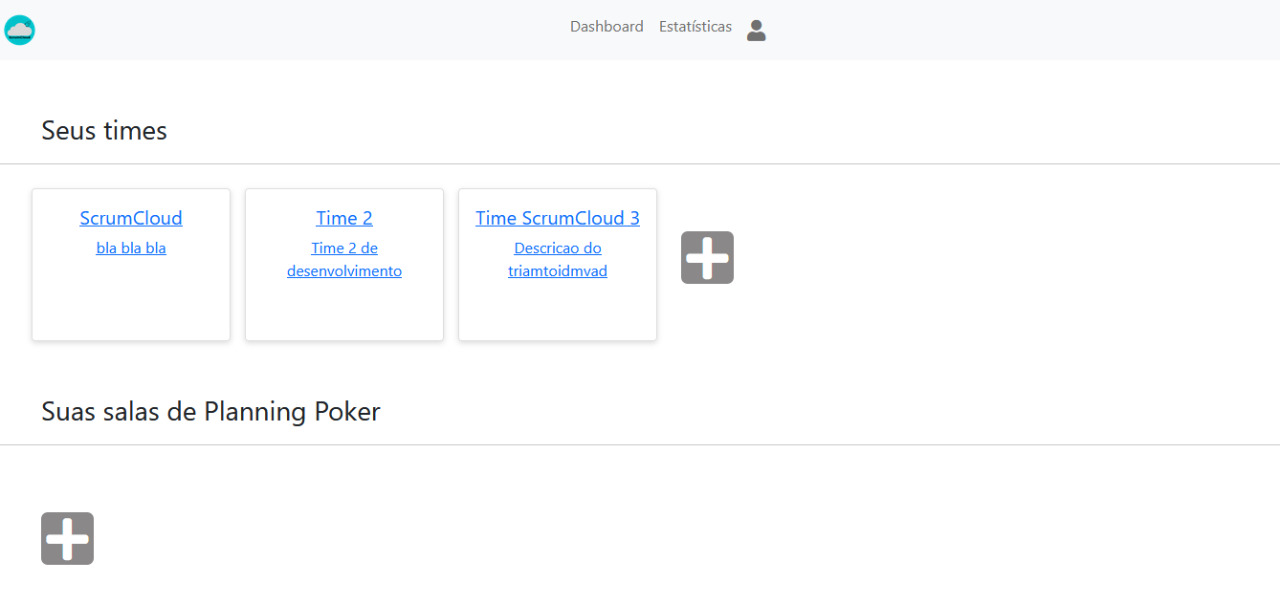 Dashboard Estatísticas
Seus times
ScrumCloud
bla bla bla
Time 2
Time 2 de
desenvolvimento
Time ScrumCloud 3
Descricao do
triamtoidmvad
Suas salas de Planning Poker